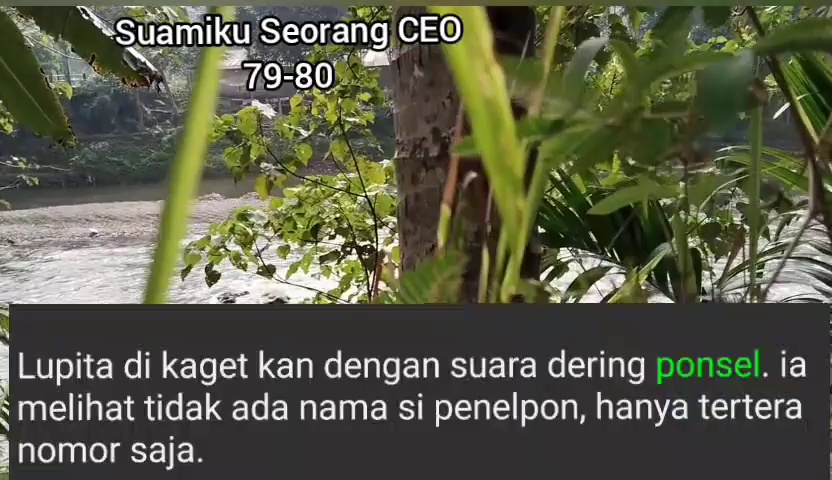 Suamiku Seorang CEO
79-80
Lupita di kaget kan dengan suara dering ponsel. ia
melihat tidak ada nama si penelpon, hanya tertera
nomor saja.